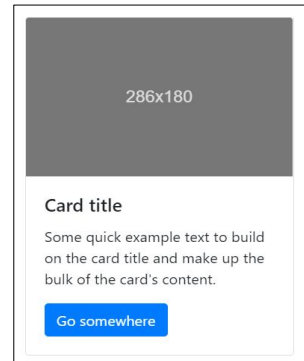 286x180
Card title
Some quick example text to build
on the card title and make up the
bulk of the card's content.
Go somewhere